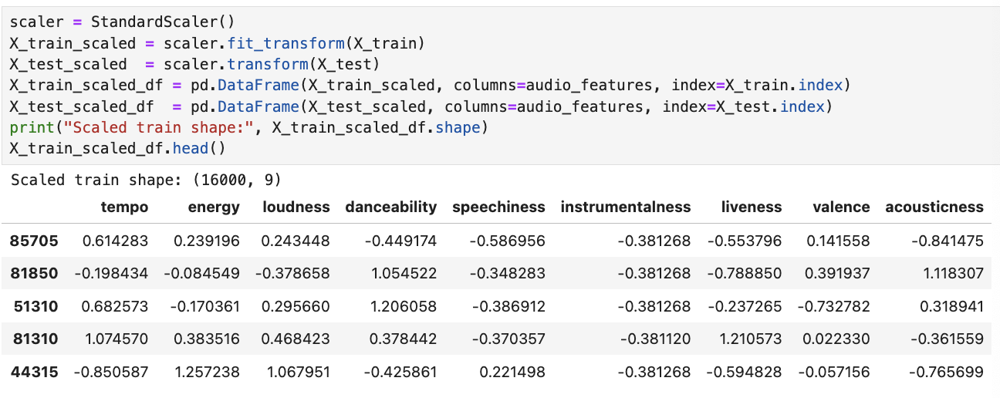 scaler = StandardScaler()
X_train_scaled = scaler.fit_transform(X_train)
X_test_scaled  = scaler.transform(X_test)
X_train_scaled_df = pd.DataFrame(X_train_scaled, columns=audio_features, index=X_train.index)
X_test_scaled_df  = pd.DataFrame(X_test_scaled, columns=audio_features, index=X_test.index)
print("Scaled train shape:", X_train_scaled_df.shape)
X_train_scaled_df.head()
Scaled train shape: (16000, 9)
tempo energy loudness danceability speechiness instrumentalness liveness valence acousticness
85705 0.614283 0.239196 0.243448 -0.449174 -0.586956 -0.381268 -0.553796 0.141558 -0.841475
81850 -0.198434 -0.084549 -0.378658 1.054522 -0.348283 -0.381268 -0.788850 0.391937 1.118307
51310 0.682573 -0.170361 0.295660 1.206058 -0.386912 -0.381268 -0.237265 -0.732782 0.318941
81310 1.074570 0.383516 0.468423 0.378442 -0.370357 -0.381120 1.210573 0.022330 -0.361559
44315 -0.850587 1.257238 1.067951 -0.425861 0.221498 -0.381268 -0.594828 -0.057156 -0.765699